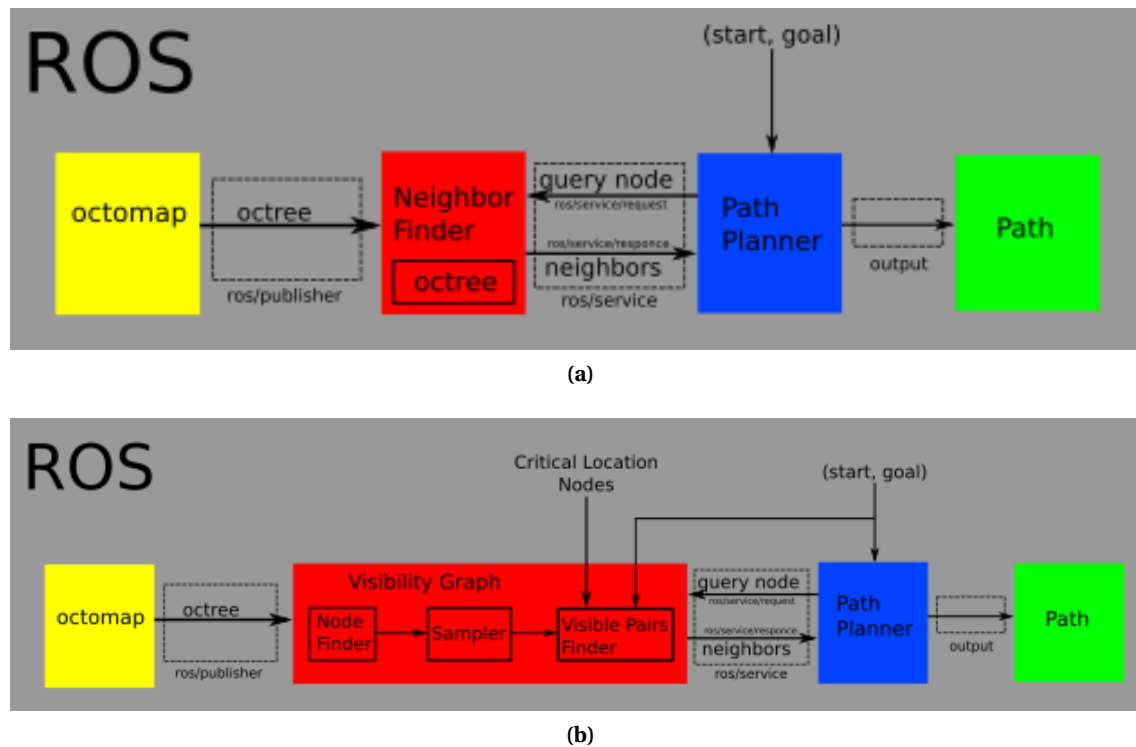 ROS
(start, goal)
octomap
octree
ros/publisher
Neighbor
Finder
octree
query node
ros/service/request
ros/service/responce
neighbors
ros/service
Path
Planner
output
Path
(a)
ROS
Critical Location
Nodes
(start, goal)
octomap
octree
ros/publisher
Visibility Graph
Node
Finder
Sampler
Visible Pairs
Finder
query node
ros/service/request
ros/service/responce
neighbors
ros/service
Path
Planner
output
Path
(b)